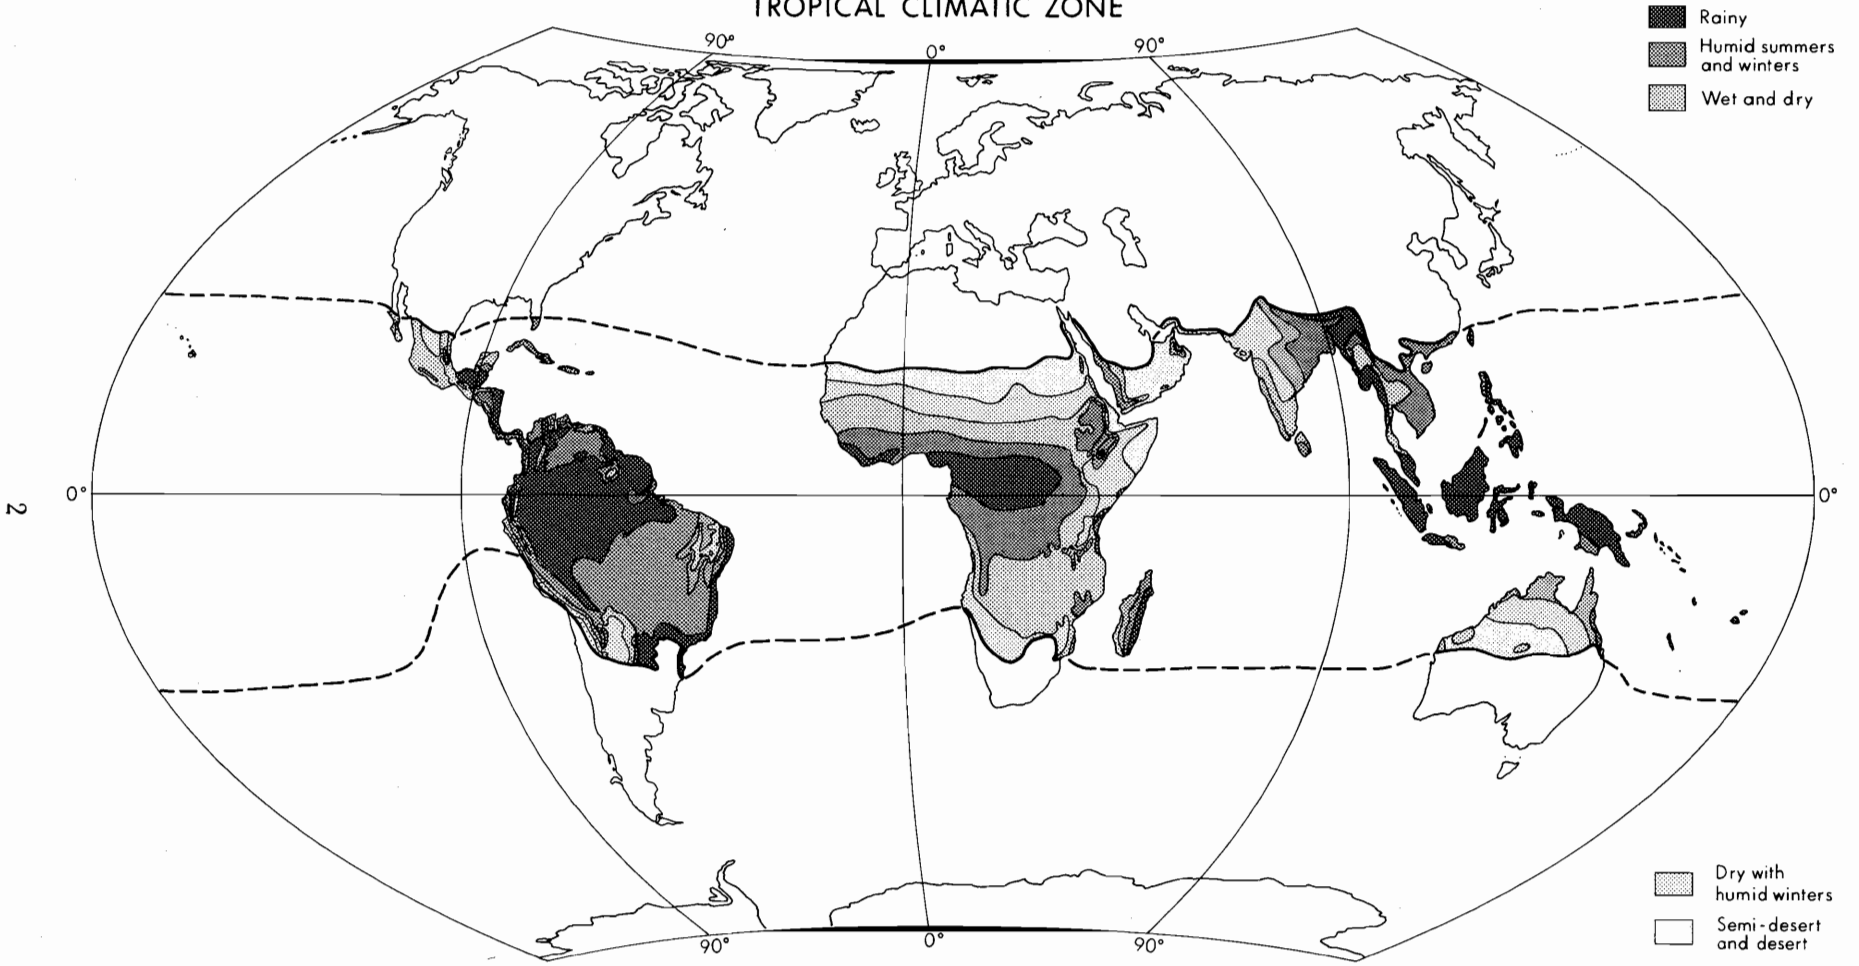 TROPICAL CLIMATIC ZONE
Rainy
Humid summers
and winters
Wet and dry
90°
0°
90°
0°
0°
2
Dry with
humid winters
Semi-desert
and desert
90°
0°
90°